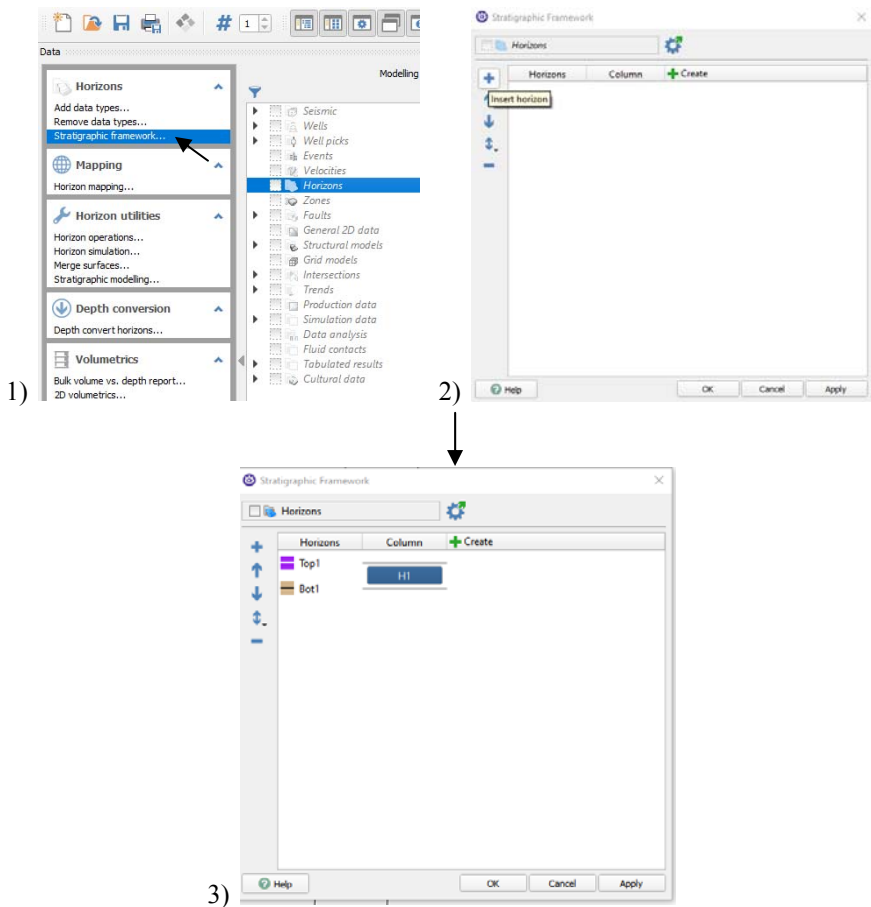 1
Data
Modelling
Horizons
Add data types...
Remove data types...
Stratigraphic framework...
Mapping
Horizon mapping...
Horizon utilities
Horizon operations...
Horizon simulation...
Merge surfaces...
Stratigraphic modelling...
Depth conversion
Depth convert horizons...
Volumetrics
Bulk volume vs. depth report...
2D volumetrics...
Seismic
Wells
Well picks
Events
Velocities
Horizons
Zones
Faults
General 2D data
Structural models
Grid models
Intersections
Trends
Production data
Simulation data
Data analysis
Fluid contacts
Tabulated results
Cultural data
1)
Stratigraphic Framework
Horizons
Horizons Column Create
Insert horizon
Help OK Cancel Apply
2)
Stratigraphic Framework
Horizons
Horizons Column Create
Top1
H1
Bot1
Help OK Cancel Apply
3)